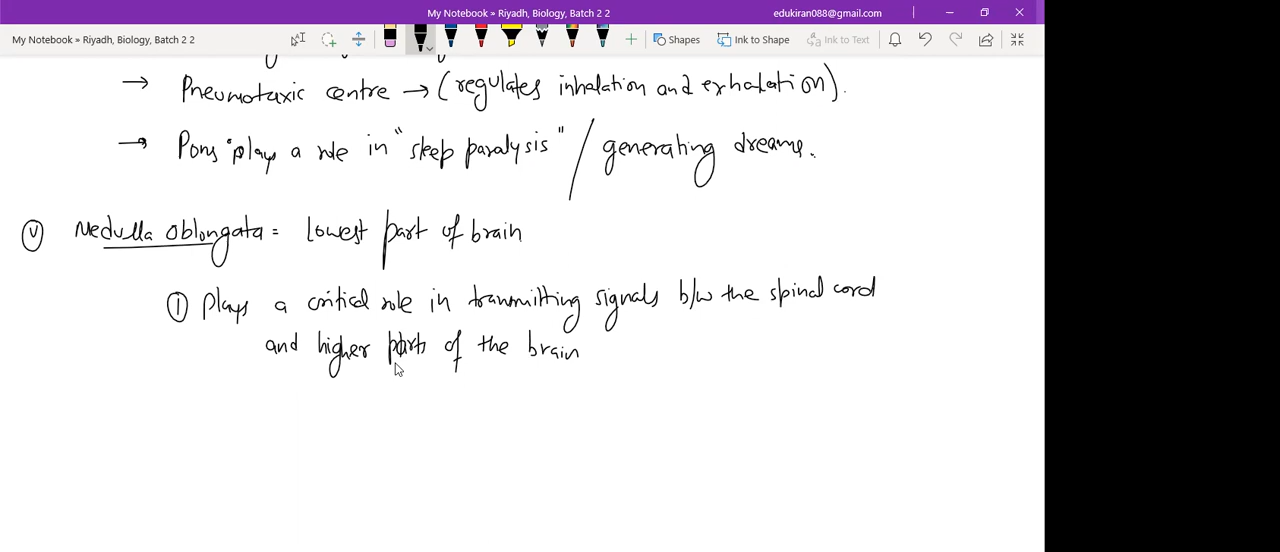 My Notebook » Riyadh, Biology, Batch 2 2
edukiran088@gmail.com
My Notebook » Riyadh, Biology, Batch 2 2
Shapes
Ink to Shape
Ink to Text
→ Pneumotaxic centre → (regulates inhalation and exhalation).
→ Pons plays a role in "sleep paralysis" / generating dreams.
Ⓥ Medulla oblongata = Lowest part of brain
① Plays a critical role in transmitting signals b/w the spinal cord
and higher parts of the brain